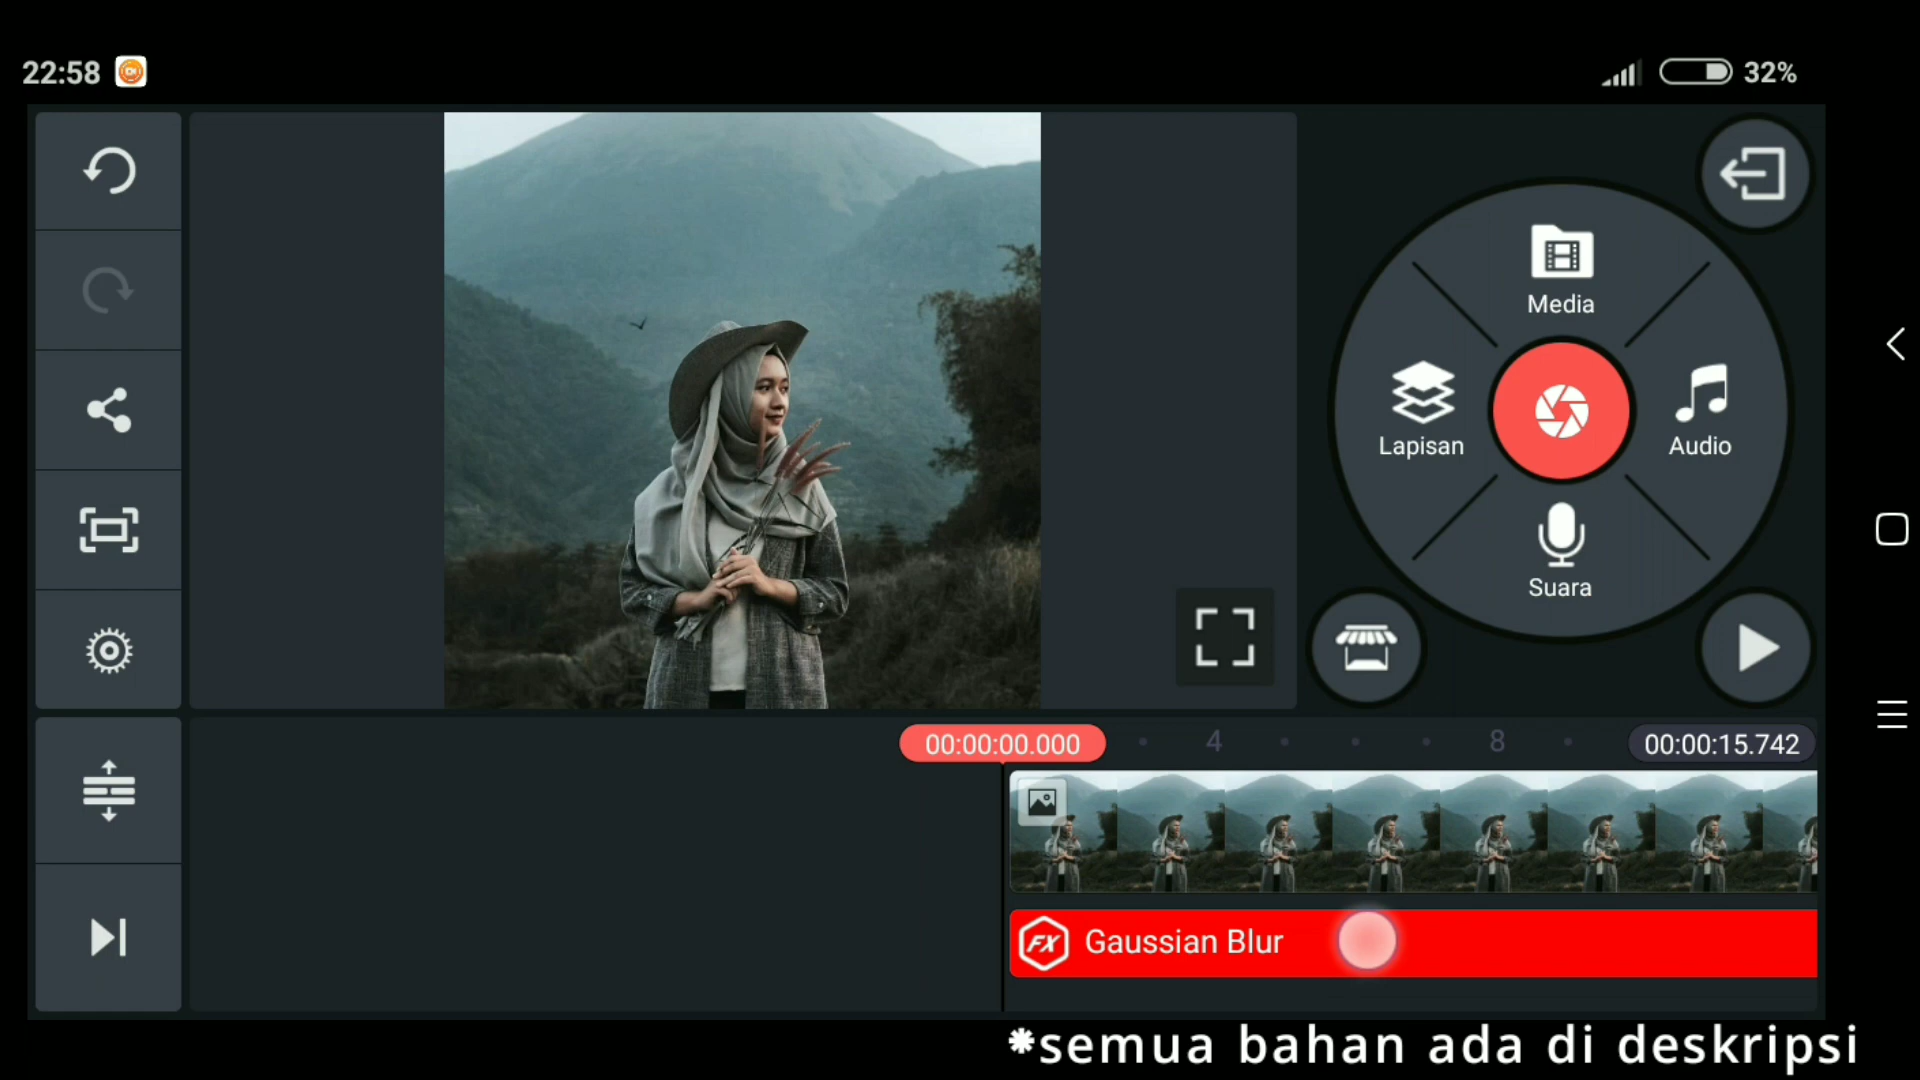 22:58
32%
Media
Lapisan
Audio
Suara
00:00:00.000
4
8
00:00:15.742
FX Gaussian Blur
*semua bahan ada di deskripsi